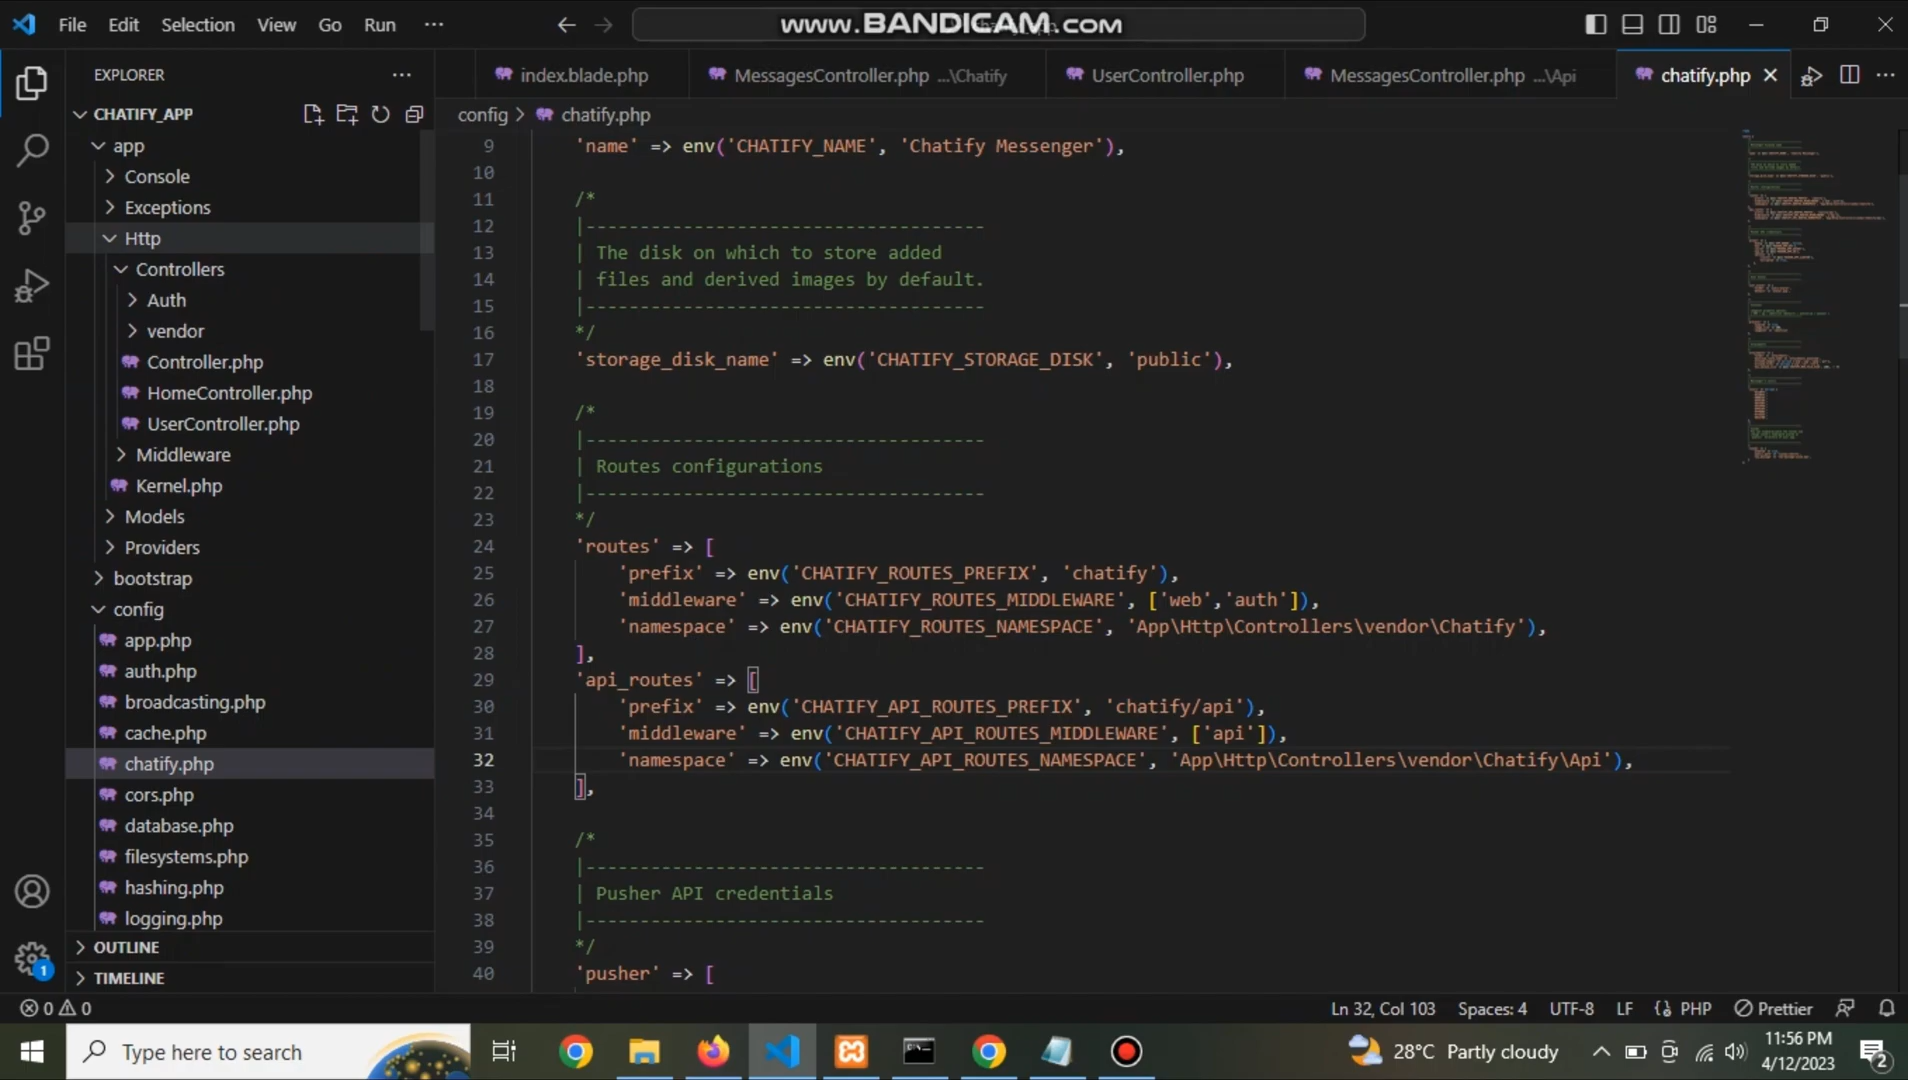 File Edit Selection View Go Run ...
www.BANDICAM.com
EXPLORER ...
CHATIFY_APP
app
Console
Exceptions
Http
Controllers
Auth
vendor
Controller.php
HomeController.php
UserController.php
Middleware
Kernel.php
Models
Providers
bootstrap
config
app.php
auth.php
broadcasting.php
cache.php
chatify.php
cors.php
database.php
filesystems.php
hashing.php
logging.php
OUTLINE
TIMELINE
index.blade.php MessagesController.php ...\Chatify UserController.php MessagesController.php ...\Api chatify.php
config > chatify.php
9 'name' => env('CHATIFY_NAME', 'Chatify Messenger'),
10
11 /*
12 |-------------------------------------
13 | The disk on which to store added
14 | files and derived images by default.
15 |-------------------------------------
16 */
17 'storage_disk_name' => env('CHATIFY_STORAGE_DISK', 'public'),
18
19 /*
20 |-------------------------------------
21 | Routes configurations
22 |-------------------------------------
23 */
24 'routes' => [
25 'prefix' => env('CHATIFY_ROUTES_PREFIX', 'chatify'),
26 'middleware' => env('CHATIFY_ROUTES_MIDDLEWARE', ['web','auth']),
27 'namespace' => env('CHATIFY_ROUTES_NAMESPACE', 'App\Http\Controllers\vendor\Chatify'),
28 ],
29 'api_routes' => [
30 'prefix' => env('CHATIFY_API_ROUTES_PREFIX', 'chatify/api'),
31 'middleware' => env('CHATIFY_API_ROUTES_MIDDLEWARE', ['api']),
32 'namespace' => env('CHATIFY_API_ROUTES_NAMESPACE', 'App\Http\Controllers\vendor\Chatify\Api'),
33 ],
34
35 /*
36 |-------------------------------------
37 | Pusher API credentials
38 |-------------------------------------
39 */
40 'pusher' => [
1
0 0
Ln 32, Col 103 Spaces: 4 UTF-8 LF PHP Prettier
Type here to search
28°C Partly cloudy
11:56 PM
4/12/2023
2